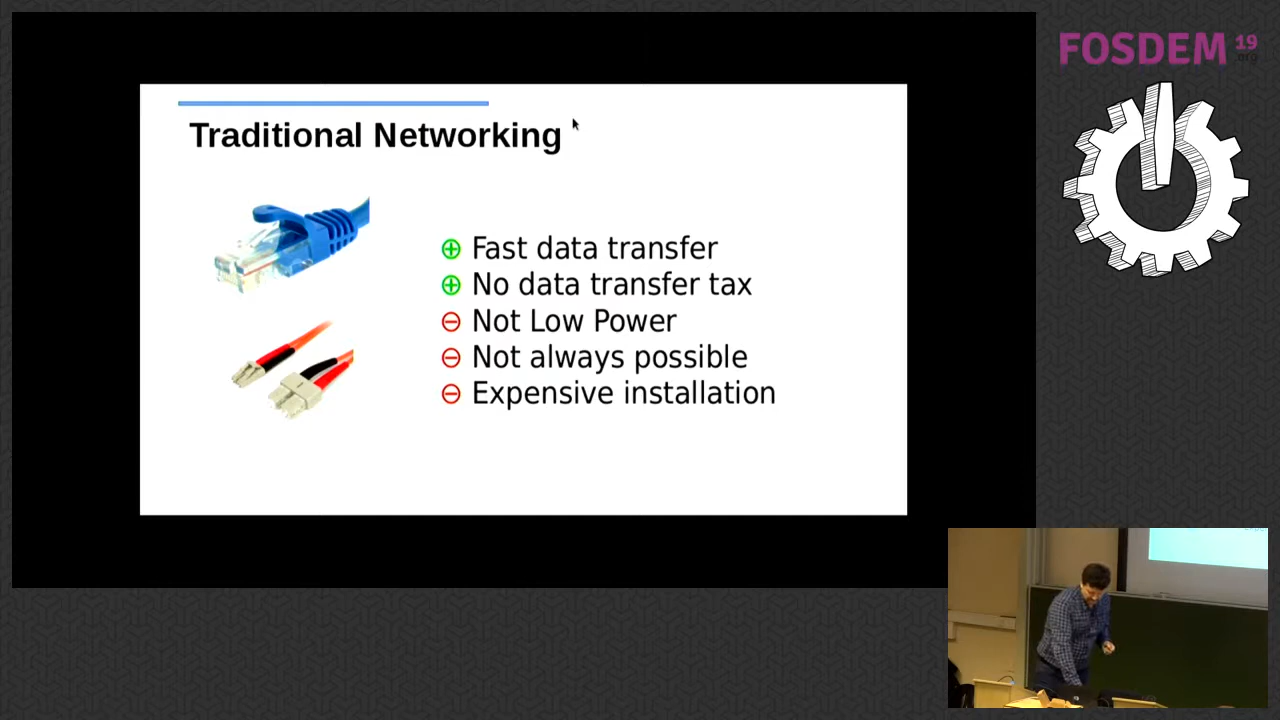 FOSDEM 19
.org
Traditional Networking
⊕ Fast data transfer
⊕ No data transfer tax
⊖ Not Low Power
⊖ Not always possible
⊖ Expensive installation